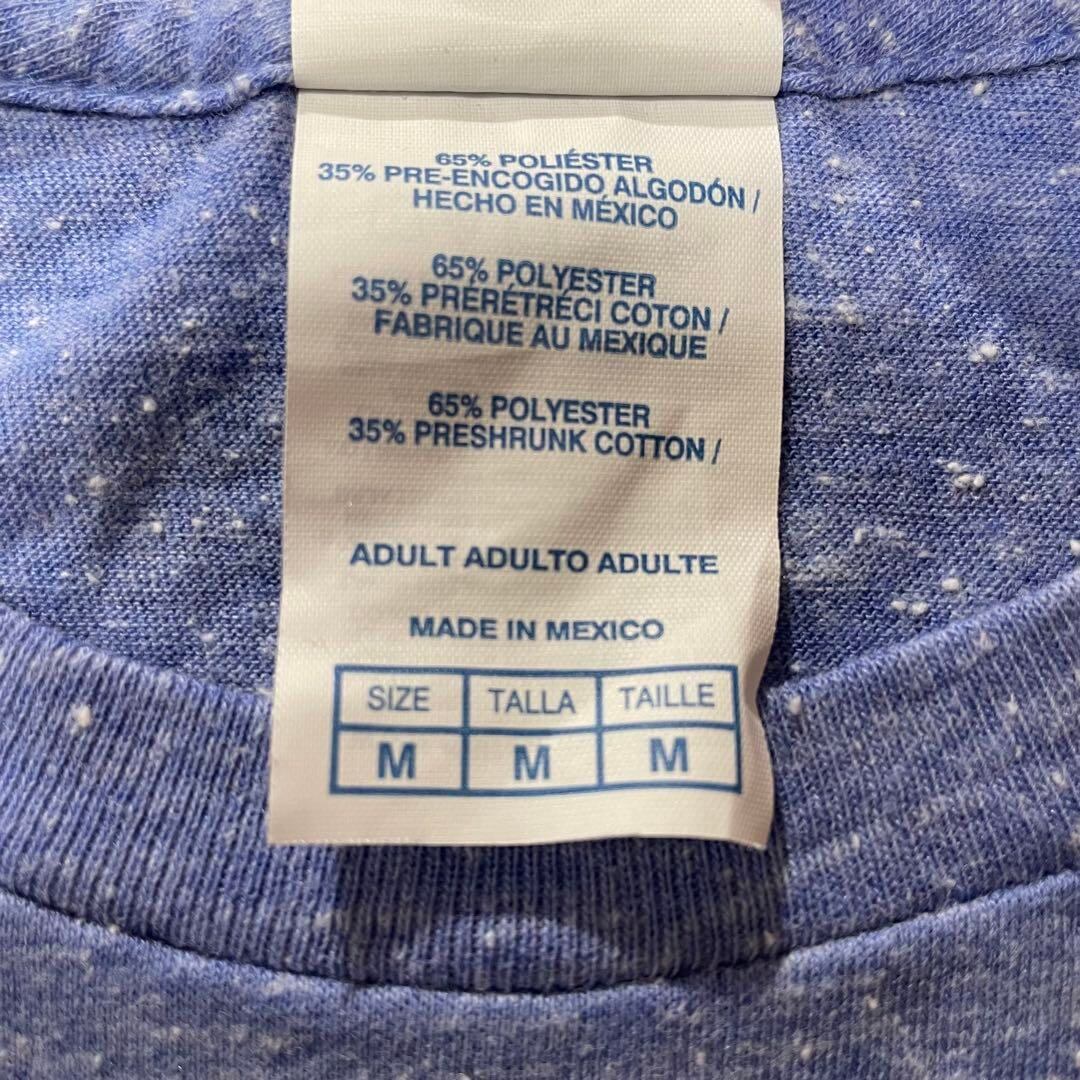 65% POLIÉSTER
35% PRE-ENCOGIDO ALGODÓN /
HECHO EN MÉXICO
65% POLYESTER
35% PRERÉTRÉCI COTON /
FABRIQUE AU MEXIQUE
65% POLYESTER
35% PRESHRUNK COTTON /
ADULT ADULTO ADULTE
MADE IN MEXICO
SIZE TALLA TAILLE
M M M